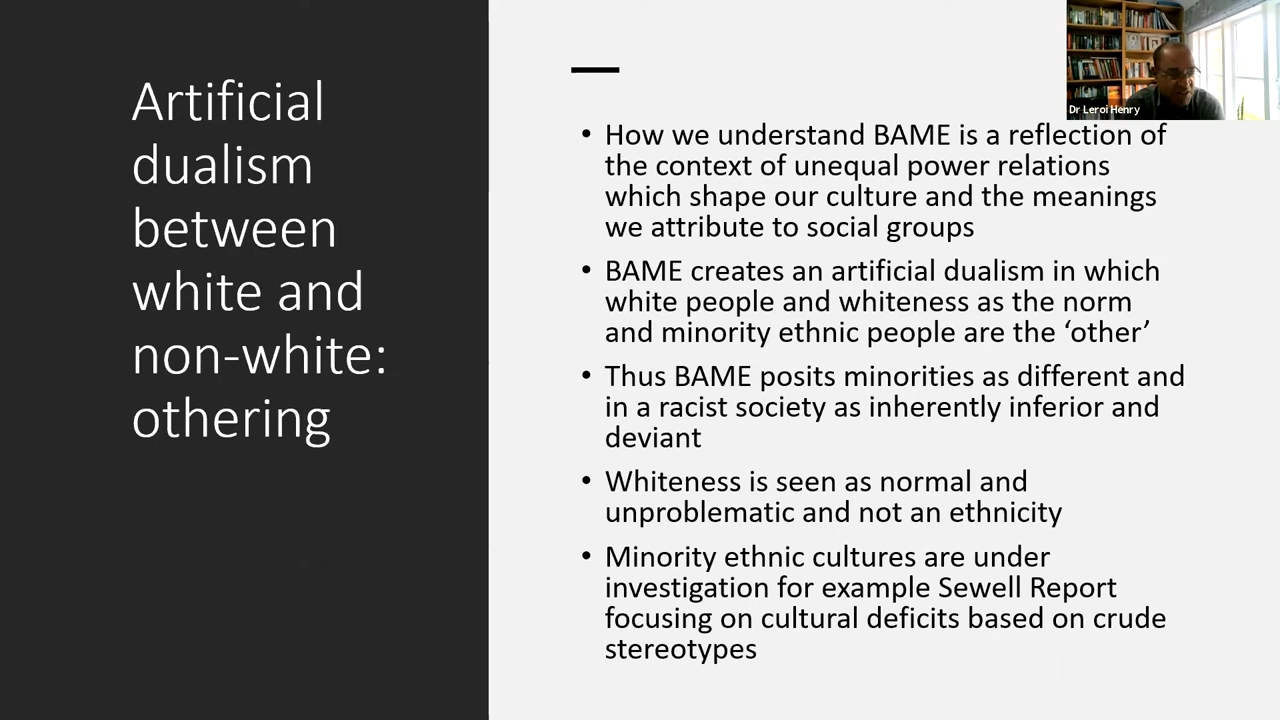 Artificial
dualism
between
white and
non-white:
othering
Dr Leroi Henry
• How we understand BAME is a reflection of
the context of unequal power relations
which shape our culture and the meanings
we attribute to social groups
• BAME creates an artificial dualism in which
white people and whiteness as the norm
and minority ethnic people are the ‘other’
• Thus BAME posits minorities as different and
in a racist society as inherently inferior and
deviant
• Whiteness is seen as normal and
unproblematic and not an ethnicity
• Minority ethnic cultures are under
investigation for example Sewell Report
focusing on cultural deficits based on crude
stereotypes